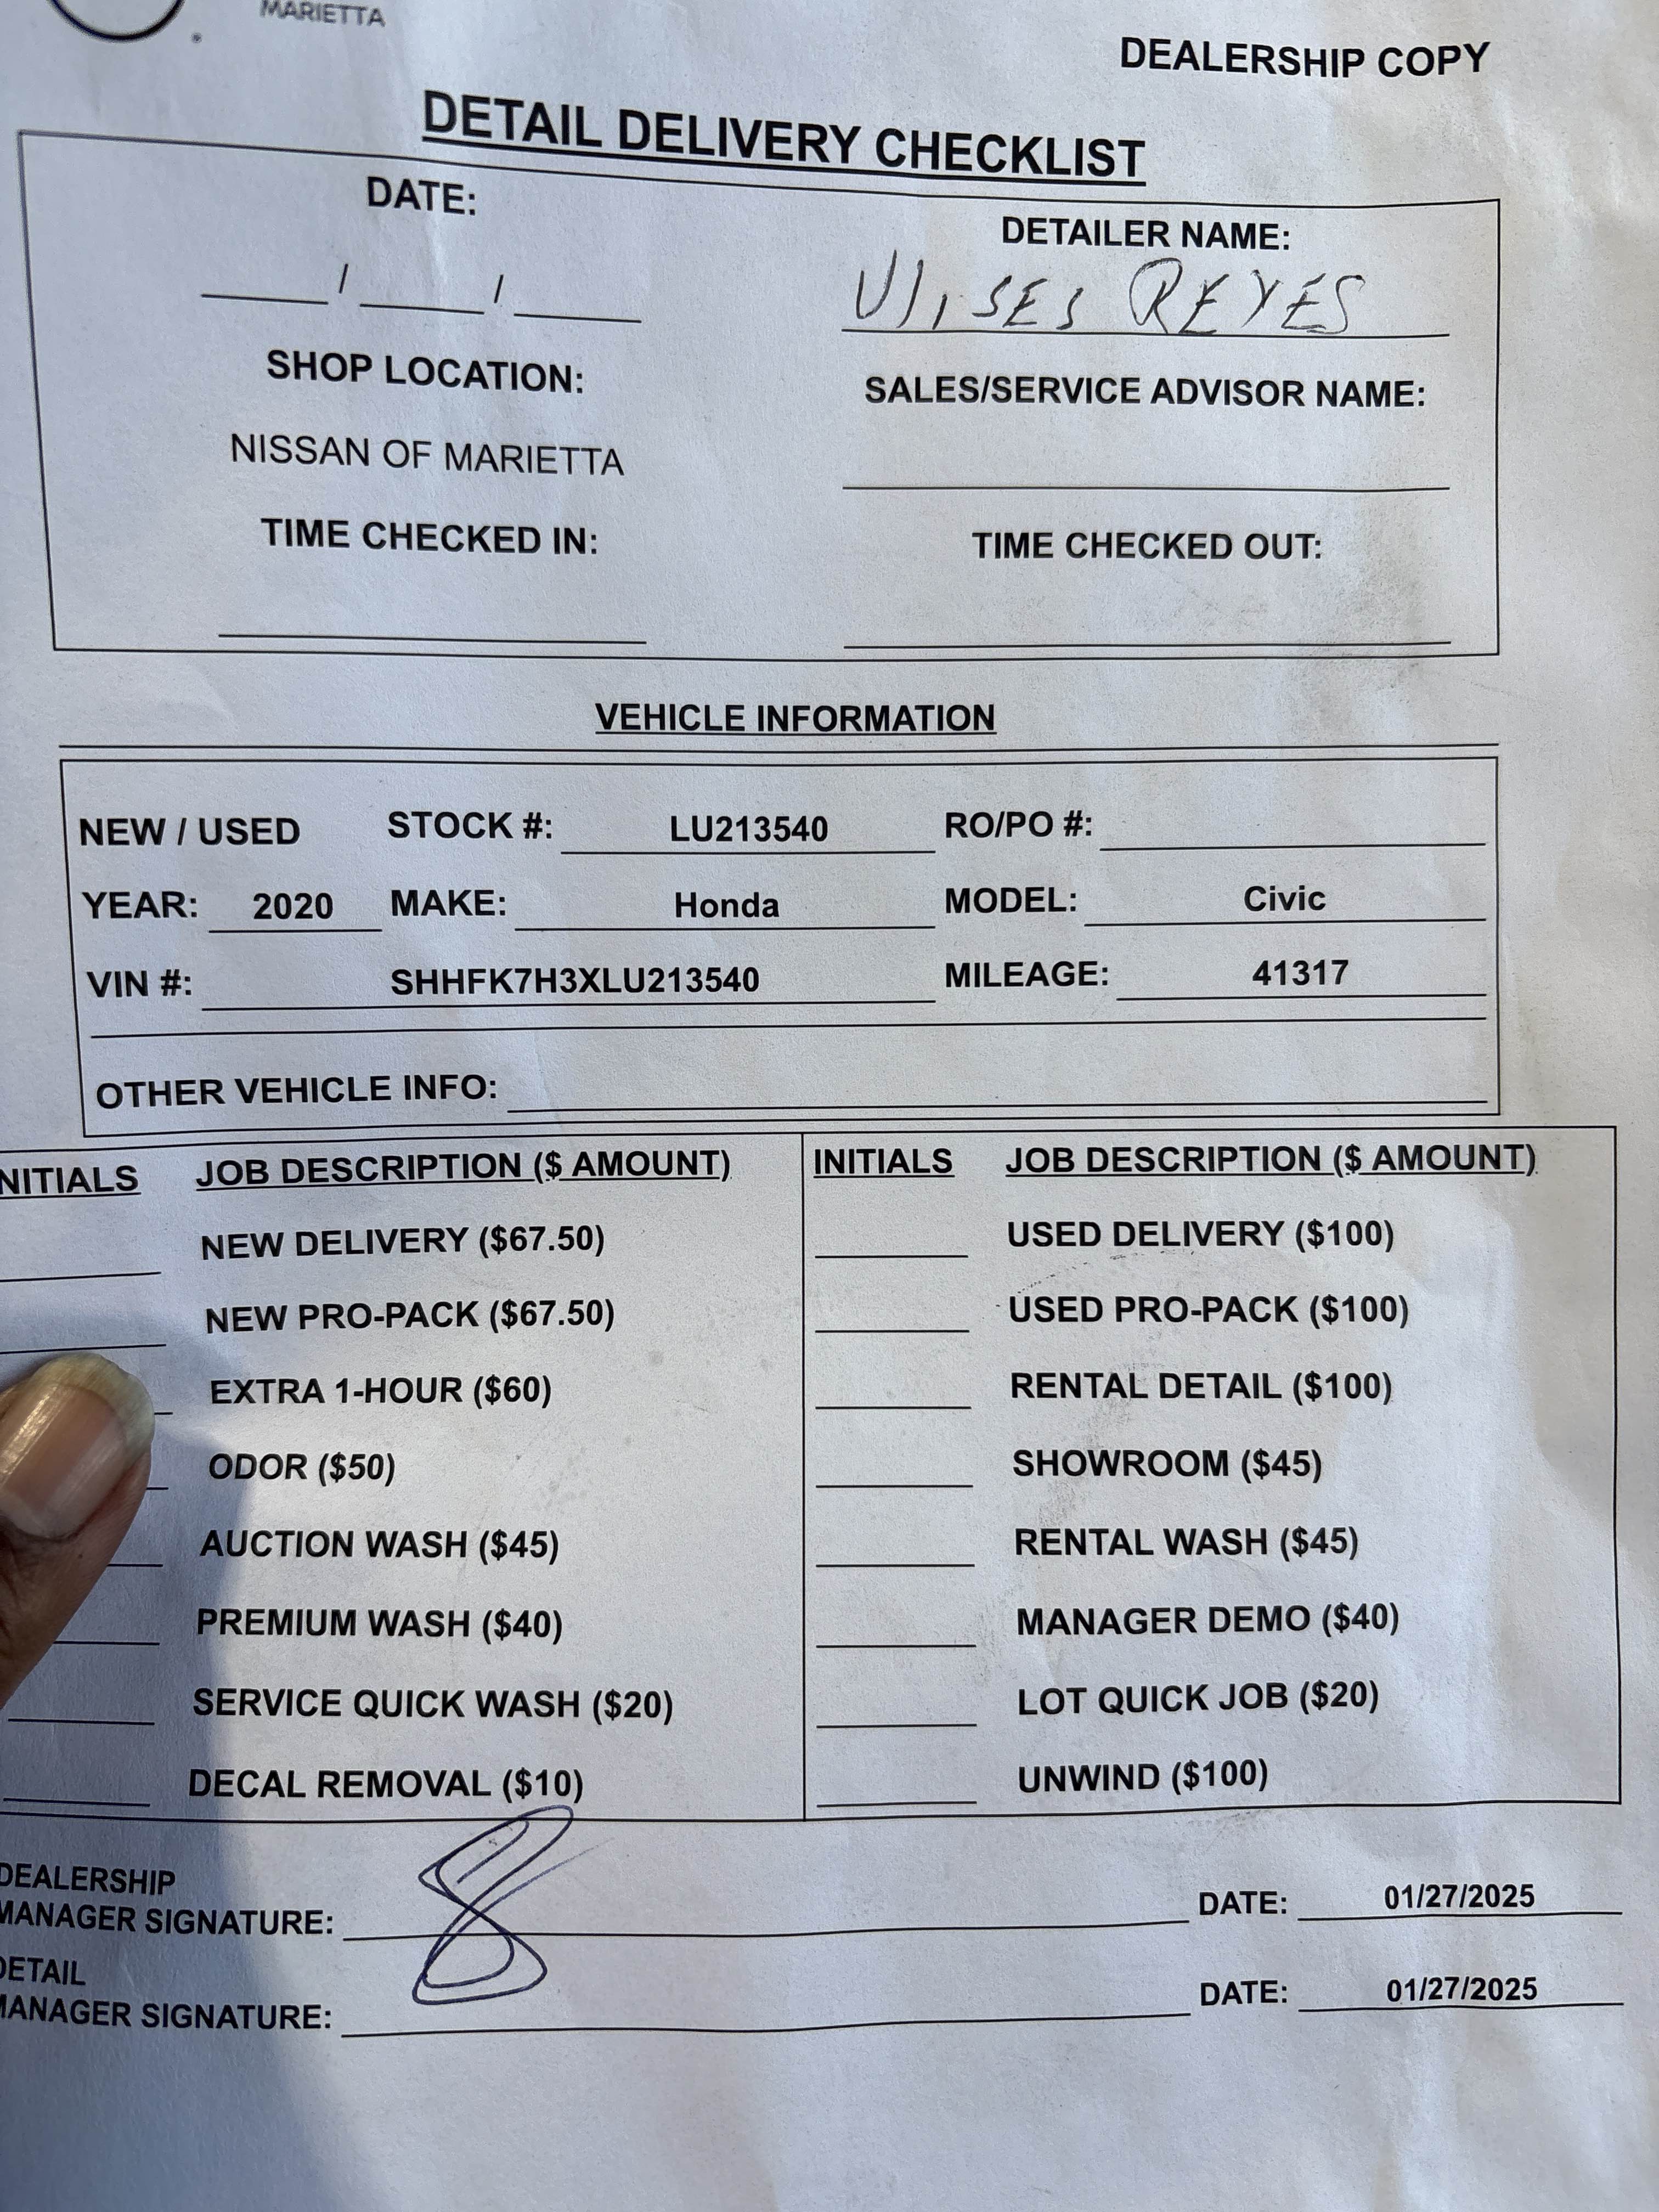 MARIETTA
DEALERSHIP COPY
DETAIL DELIVERY CHECKLIST
DATE:
DETAILER NAME:
____/____/____
Ulises REYES
SHOP LOCATION:
SALES/SERVICE ADVISOR NAME:
NISSAN OF MARIETTA
TIME CHECKED IN:
TIME CHECKED OUT:
VEHICLE INFORMATION
NEW / USED STOCK #: LU213540 RO/PO #:
YEAR: 2020 MAKE: Honda MODEL: Civic
VIN #: SHHFK7H3XLU213540 MILEAGE: 41317
OTHER VEHICLE INFO:
NITIALS JOB DESCRIPTION ($ AMOUNT) INITIALS JOB DESCRIPTION ($ AMOUNT)
NEW DELIVERY ($67.50) USED DELIVERY ($100)
NEW PRO-PACK ($67.50) USED PRO-PACK ($100)
EXTRA 1-HOUR ($60) RENTAL DETAIL ($100)
ODOR ($50) SHOWROOM ($45)
AUCTION WASH ($45) RENTAL WASH ($45)
PREMIUM WASH ($40) MANAGER DEMO ($40)
SERVICE QUICK WASH ($20) LOT QUICK JOB ($20)
DECAL REMOVAL ($10) UNWIND ($100)
DEALERSHIP
MANAGER SIGNATURE: DATE: 01/27/2025
DETAIL
MANAGER SIGNATURE: DATE: 01/27/2025